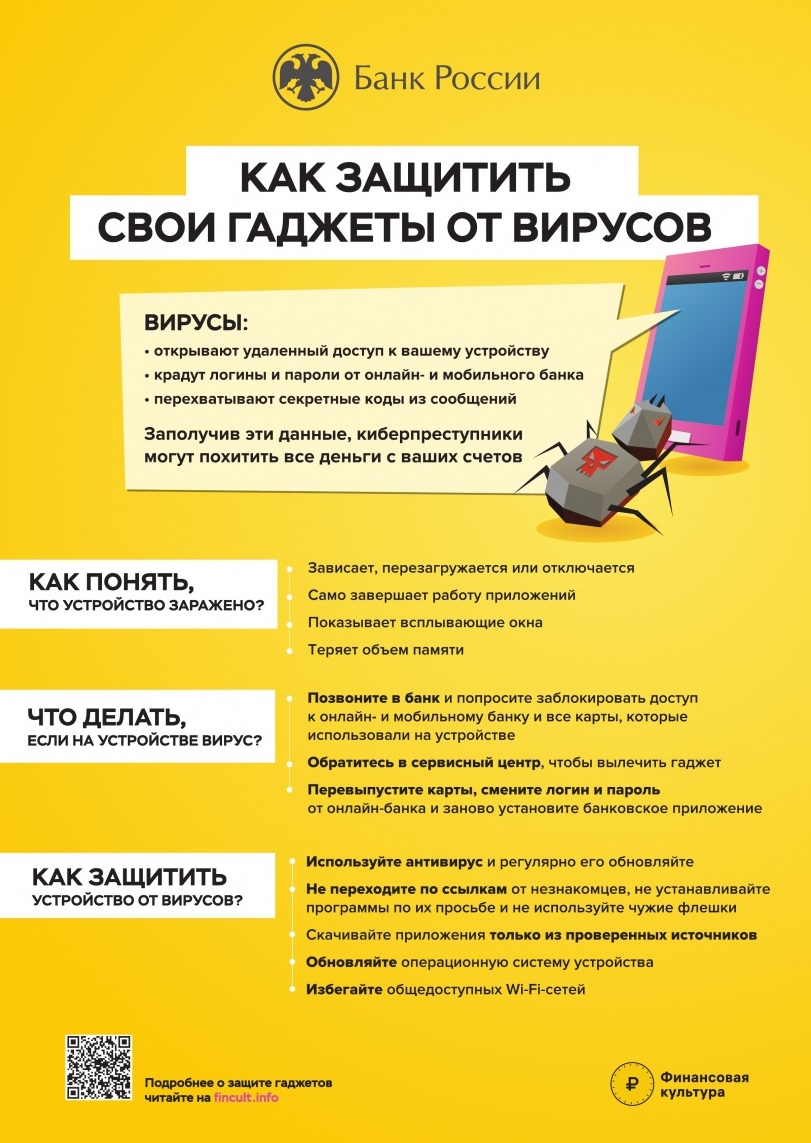 Банк России
КАК ЗАЩИТИТЬ
СВОИ ГАДЖЕТЫ ОТ ВИРУСОВ
ВИРУСЫ:
• открывают удаленный доступ к вашему устройству
• крадут логины и пароли от онлайн- и мобильного банка
• перехватывают секретные коды из сообщений
Заполучив эти данные, киберпреступники
могут похитить все деньги с ваших счетов
КАК ПОНЯТЬ,
ЧТО УСТРОЙСТВО ЗАРАЖЕНО?
Зависает, перезагружается или отключается
Само завершает работу приложений
Показывает всплывающие окна
Теряет объем памяти
ЧТО ДЕЛАТЬ,
ЕСЛИ НА УСТРОЙСТВЕ ВИРУС?
Позвоните в банк и попросите заблокировать доступ
к онлайн- и мобильному банку и все карты, которые
использовали на устройстве
Обратитесь в сервисный центр, чтобы вылечить гаджет
Перевыпустите карты, смените логин и пароль
от онлайн-банка и заново установите банковское приложение
КАК ЗАЩИТИТЬ
УСТРОЙСТВО ОТ ВИРУСОВ?
Используйте антивирус и регулярно его обновляйте
Не переходите по ссылкам от незнакомцев, не устанавливайте
программы по их просьбе и не используйте чужие флешки
Скачивайте приложения только из проверенных источников
Обновляйте операционную систему устройства
Избегайте общедоступных Wi-Fi-сетей
Подробнее о защите гаджетов
читайте на fincult.info
₽
Финансовая
культура